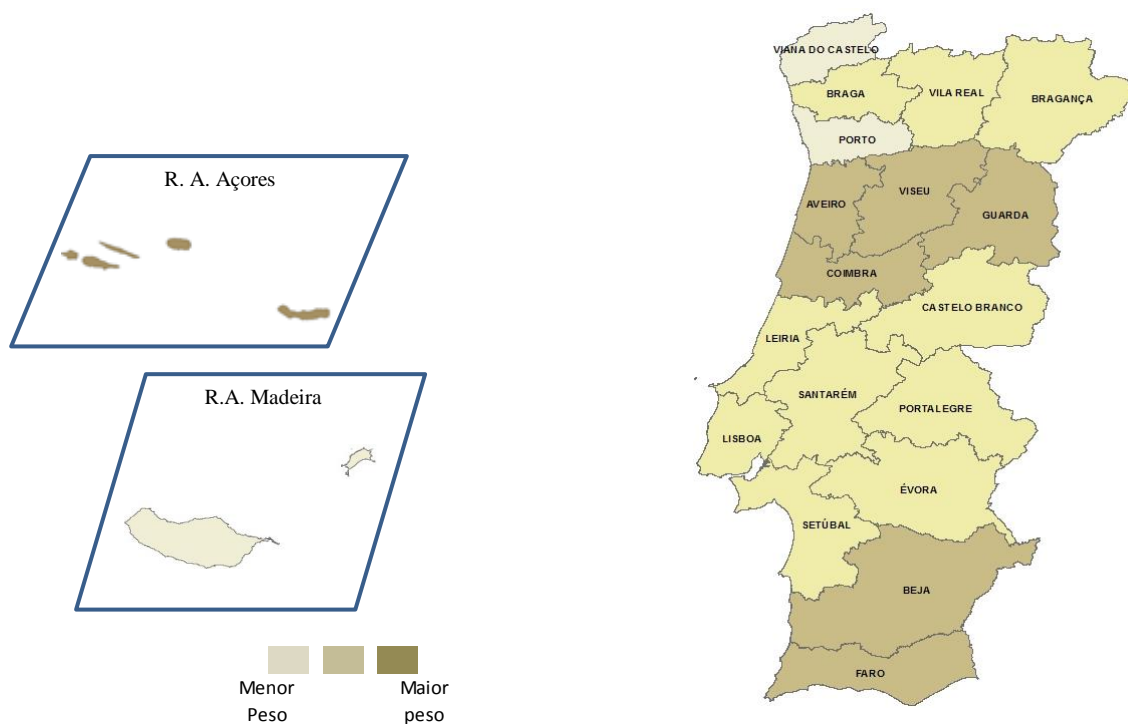 VIANA DO CASTELO
BRAGA
VILA REAL
BRAGANÇA
PORTO
R. A. Açores
AVEIRO
VISEU
GUARDA
COIMBRA
CASTELO BRANCO
LEIRIA
R.A. Madeira
SANTARÉM
PORTALEGRE
LISBOA
ÉVORA
SETÚBAL
BEJA
FARO
Menor
Peso
Maior
peso